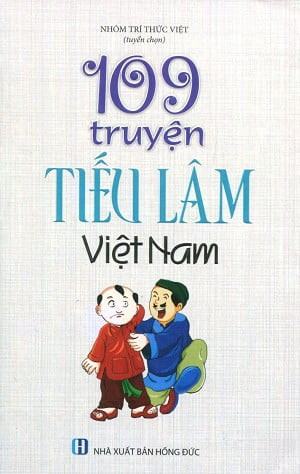 NHÓM TRÍ THỨC VIỆT
(tuyển chọn)
109
truyện
TIẾU LÂM
Việt Nam
H
NHÀ XUẤT BẢN HỒNG ĐỨC